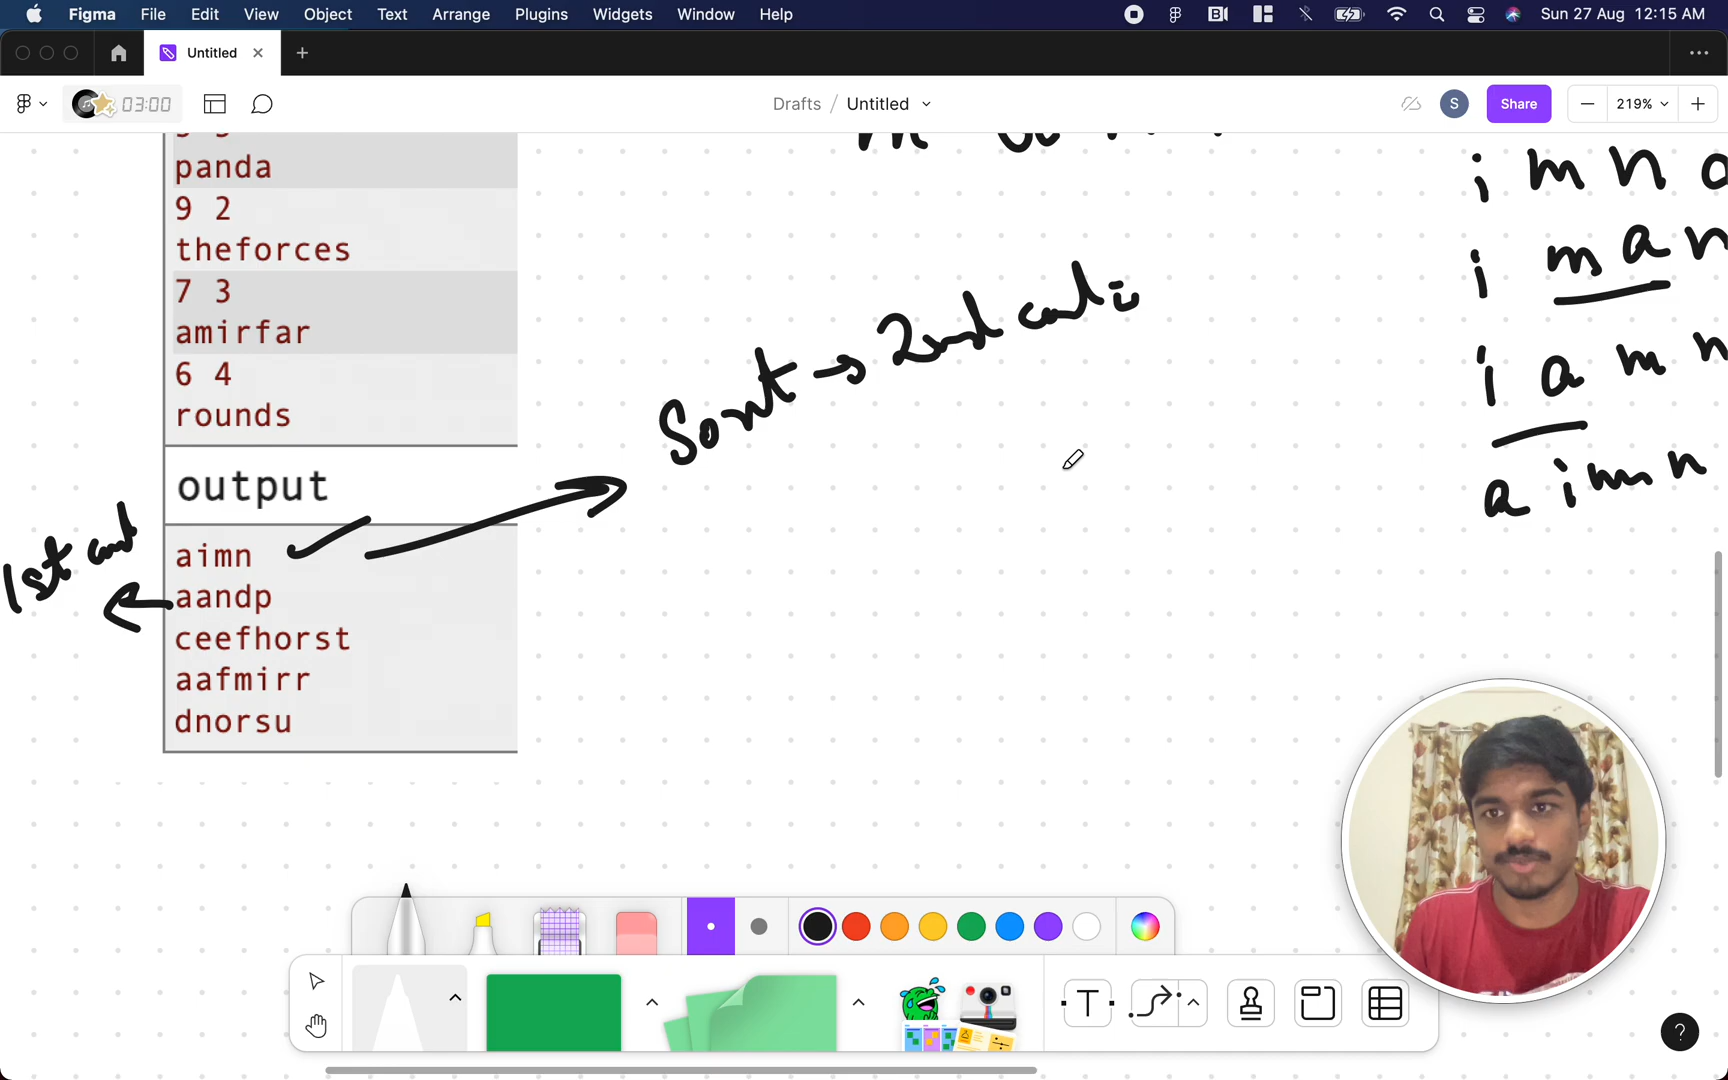 Figma File Edit View Object Text Arrange Plugins Widgets Window Help Sun 27 Aug 12:15 AM
Untitled
03:00 Drafts / Untitled S Share 219%
panda
9 2
theforces
7 3
amirfar
6 4
rounds
output
aimn
aandp
ceefhorst
aafmirr
dnorsu
1st
Sort → 2nd
i m n
i m a n
i a m n
a i m n
T
?